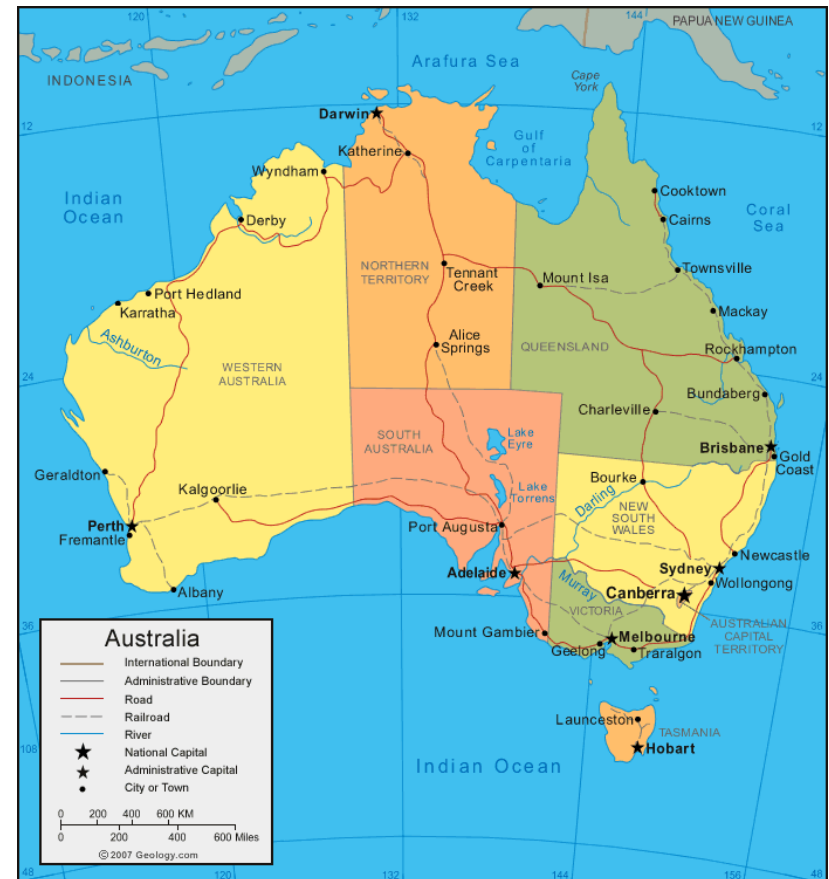 120
132
144
PAPUA NEW GUINEA
INDONESIA
Arafura Sea
Cape
York
12
12
Darwin
Katherine
Gulf
of
Carpentaria
Wyndham
Indian
Ocean
Derby
Cooktown
Cairns
Coral
Sea
NORTHERN
TERRITORY
Tennant
Creek
Mount Isa
Townsville
Port Hedland
Karratha
Mackay
Ashburton
Alice
Springs
QUEENSLAND
Rockhampton
WESTERN
AUSTRALIA
24
24
Bundaberg
Charleville
SOUTH
AUSTRALIA
Lake
Eyre
Brisbane
Gold
Coast
Geraldton
Kalgoorlie
Lake
Torrens
Bourke
Darling
NEW
SOUTH
WALES
Perth
Fremantle
Port Augusta
Newcastle
Adelaide
Sydney
Murray
Wollongong
Albany
Canberra
VICTORIA
36
36
AUSTRALIAN
CAPITAL
TERRITORY
Mount Gambier
Melbourne
Geelong
Traralgon
Launceston
TASMANIA
Hobart
Indian Ocean
Australia
International Boundary
Administrative Boundary
Road
Railroad
River
National Capital
Administrative Capital
City or Town
0 200 400 600 KM
0 200 400 600 Miles
©2007 Geology.com
108
48
120
132
144
156
48